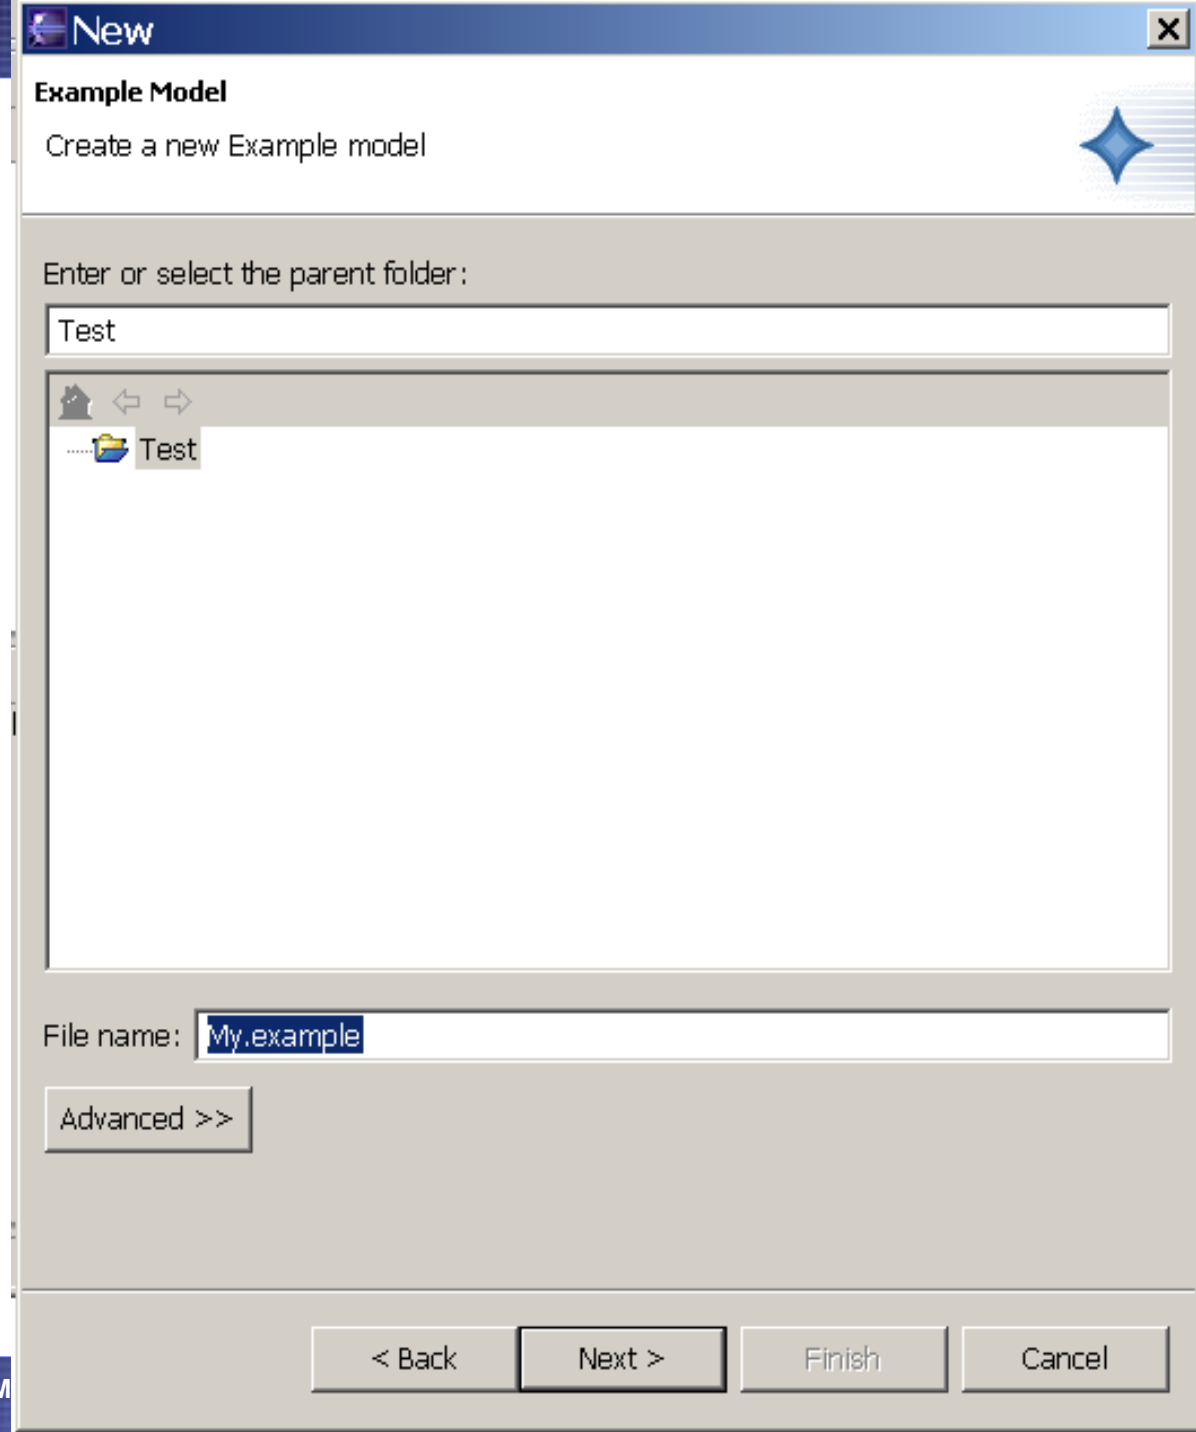 New
Example Model
Create a new Example model
Enter or select the parent folder:
Test
Test
File name: My.example
Advanced >>
< Back Next > Finish Cancel